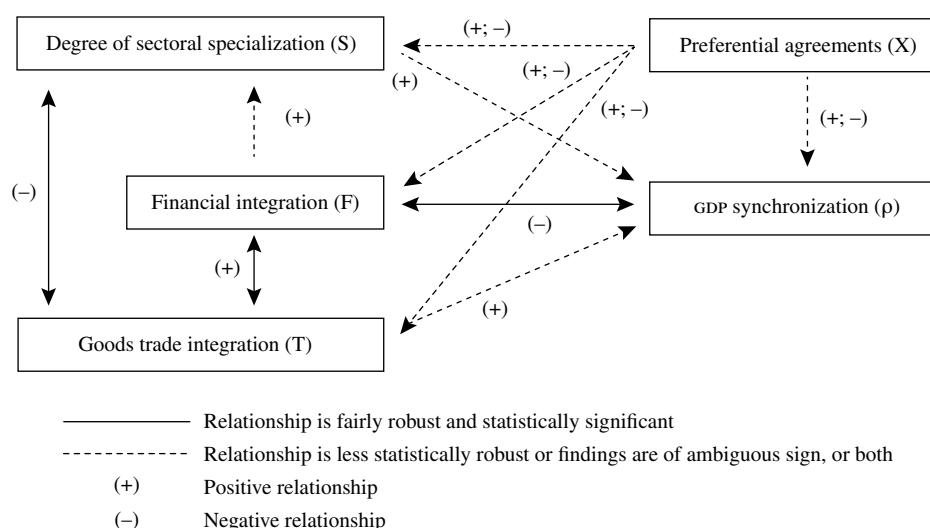 Degree of sectoral specialization (S)
(+; –)
Preferential agreements (X)
(+)
(+; –)
(+)
(+; –)
(+; –)
(–)
Financial integration (F)
GDP synchronization (ρ)
(–)
(+)
(+)
Goods trade integration (T)
Relationship is fairly robust and statistically significant
Relationship is less statistically robust or findings are of ambiguous sign, or both
(+) Positive relationship
(–) Negative relationship